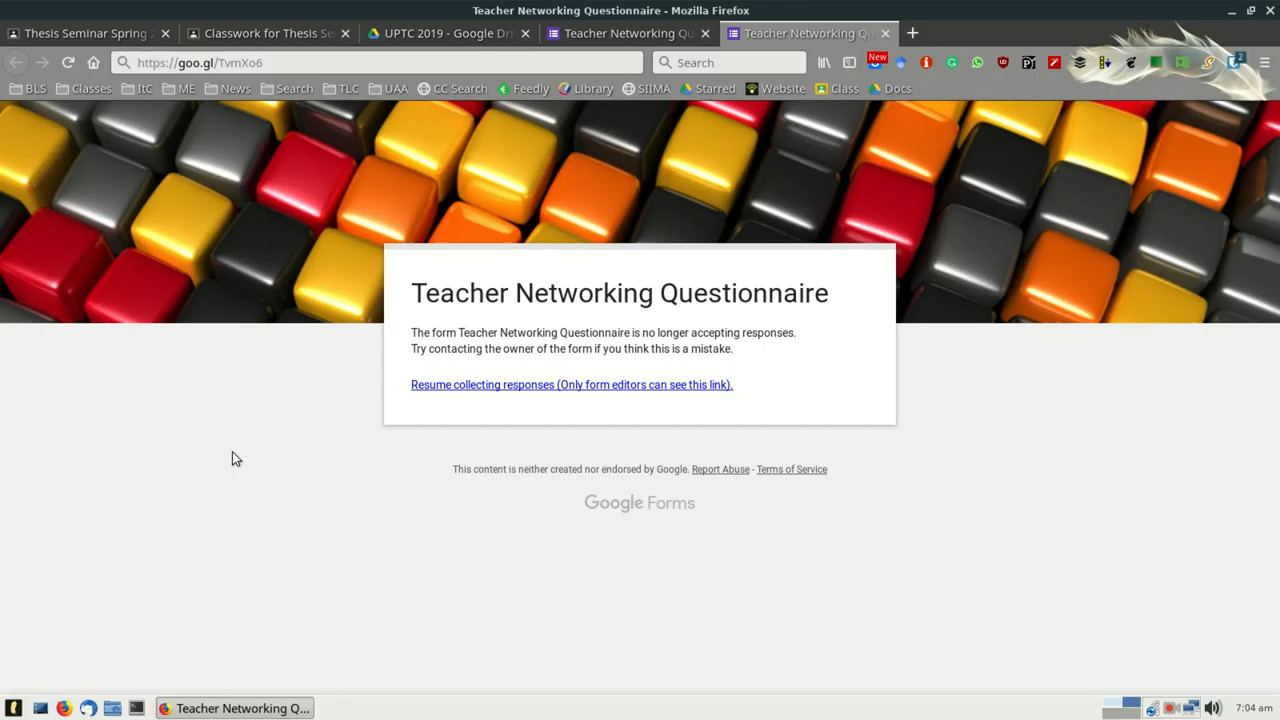 Teacher Networking Questionnaire - Mozilla Firefox
Thesis Seminar Spring 2
Classwork for Thesis Se
UPTC 2019 - Google Dri
Teacher Networking Qu
Teacher Networking Qu
https://goo.gl/TvmXo6
Search
New
2
BLS Classes ItC ME News Search TLC UAA CC Search Feedly Library SIIMA Starred Website Class Docs
Teacher Networking Questionnaire
The form Teacher Networking Questionnaire is no longer accepting responses.
Try contacting the owner of the form if you think this is a mistake.
Resume collecting responses (Only form editors can see this link).
This content is neither created nor endorsed by Google. Report Abuse - Terms of Service
Google Forms
Teacher Networking Q...
7:04 am